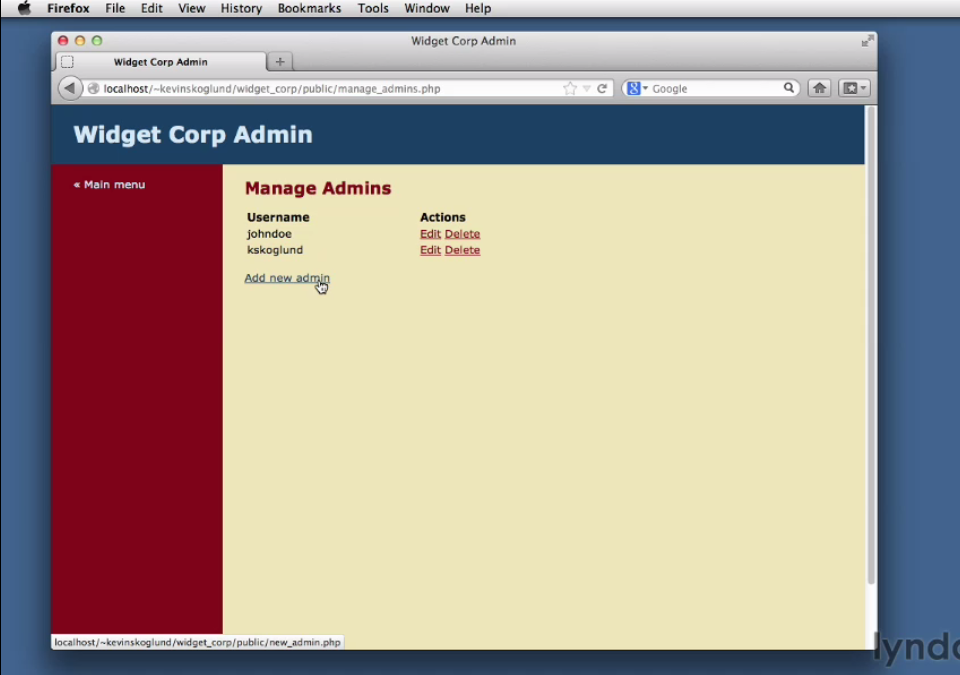 Firefox File Edit View History Bookmarks Tools Window Help
Widget Corp Admin
Widget Corp Admin +
localhost/~kevinskoglund/widget_corp/public/manage_admins.php Google
Widget Corp Admin
« Main menu
Manage Admins
Username Actions
johndoe Edit Delete
kskoglund Edit Delete
Add new admin
localhost/~kevinskoglund/widget_corp/public/new_admin.php